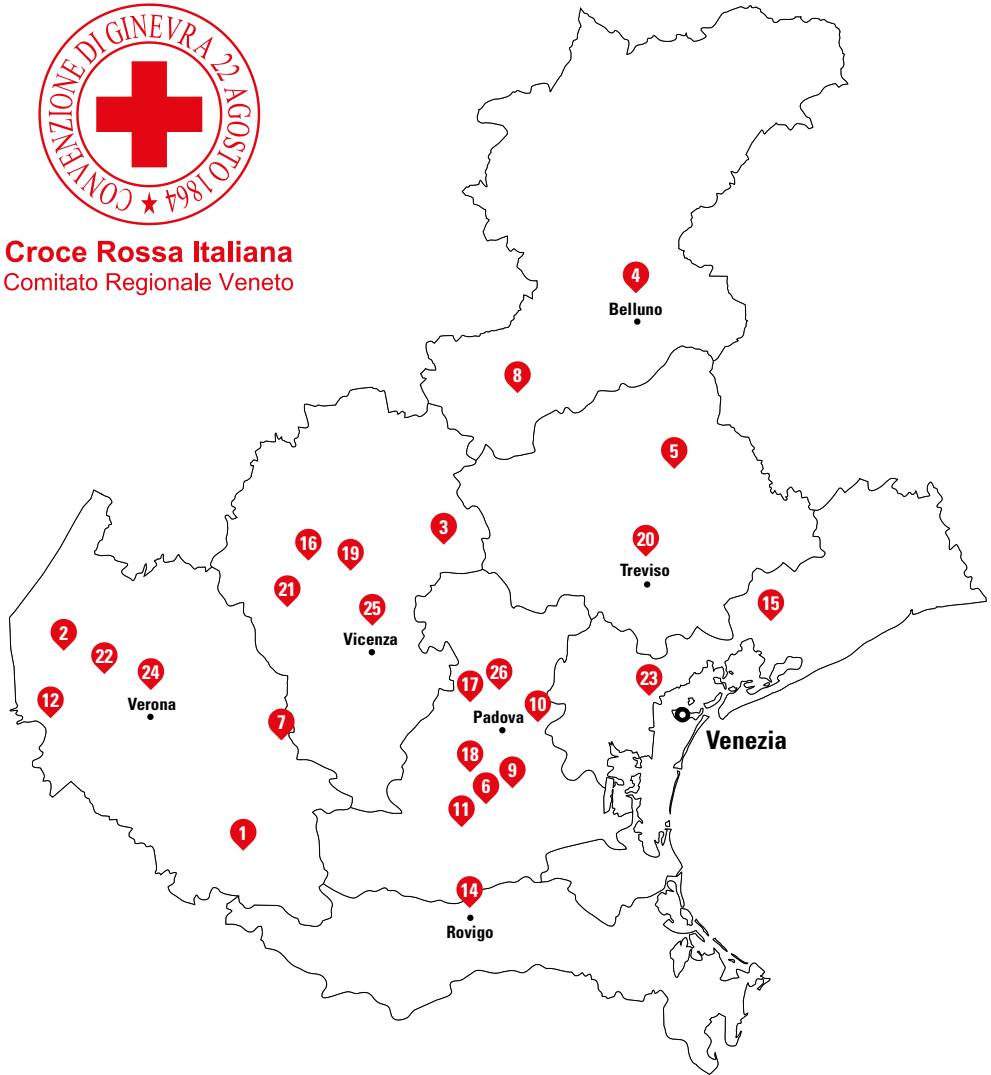 CONVENZIONE DI GINEVRA 22 AGOSTO 1864 ★
Croce Rossa Italiana
Comitato Regionale Veneto
4
Belluno
8
5
3
16
19
20
Treviso
21
25
Vicenza
15
2
22
24
Verona
12
7
26
17
10
Padova
23
Venezia
18
9
6
11
1
14
Rovigo